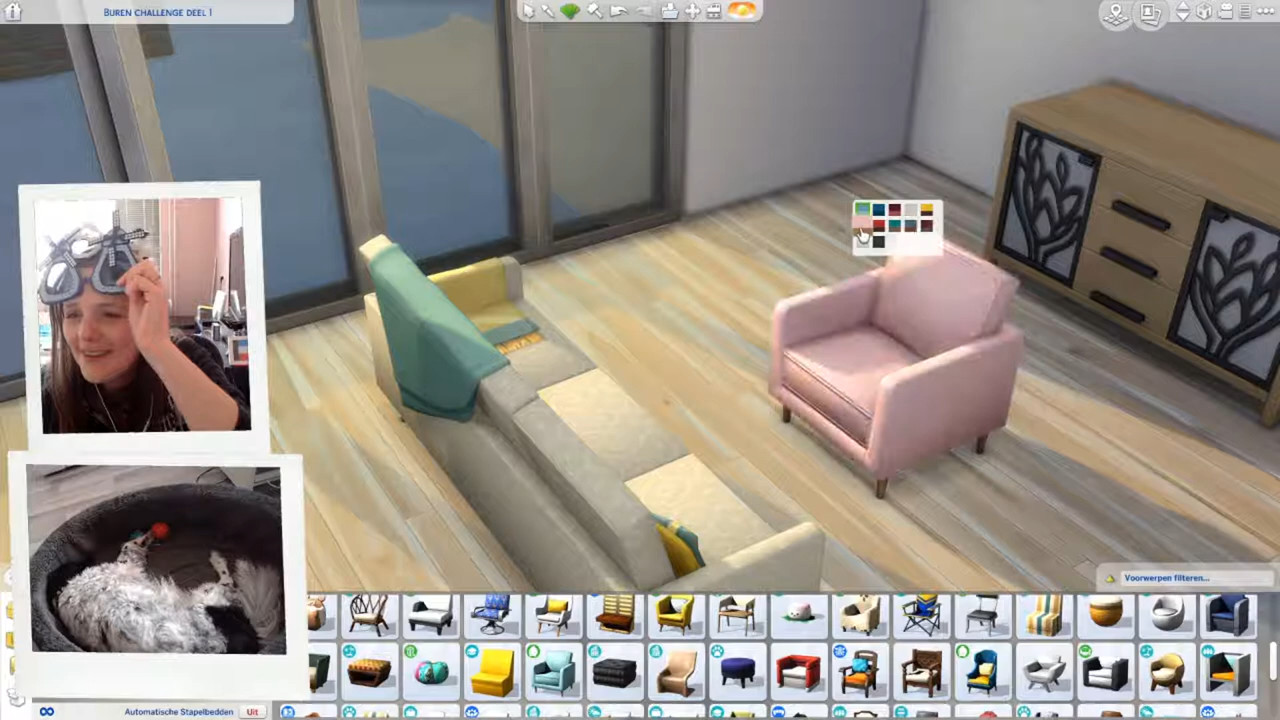 BUREN CHALLENGE DEEL 1
Voorwerpen filteren...
Automatische Stapelbedden Uit